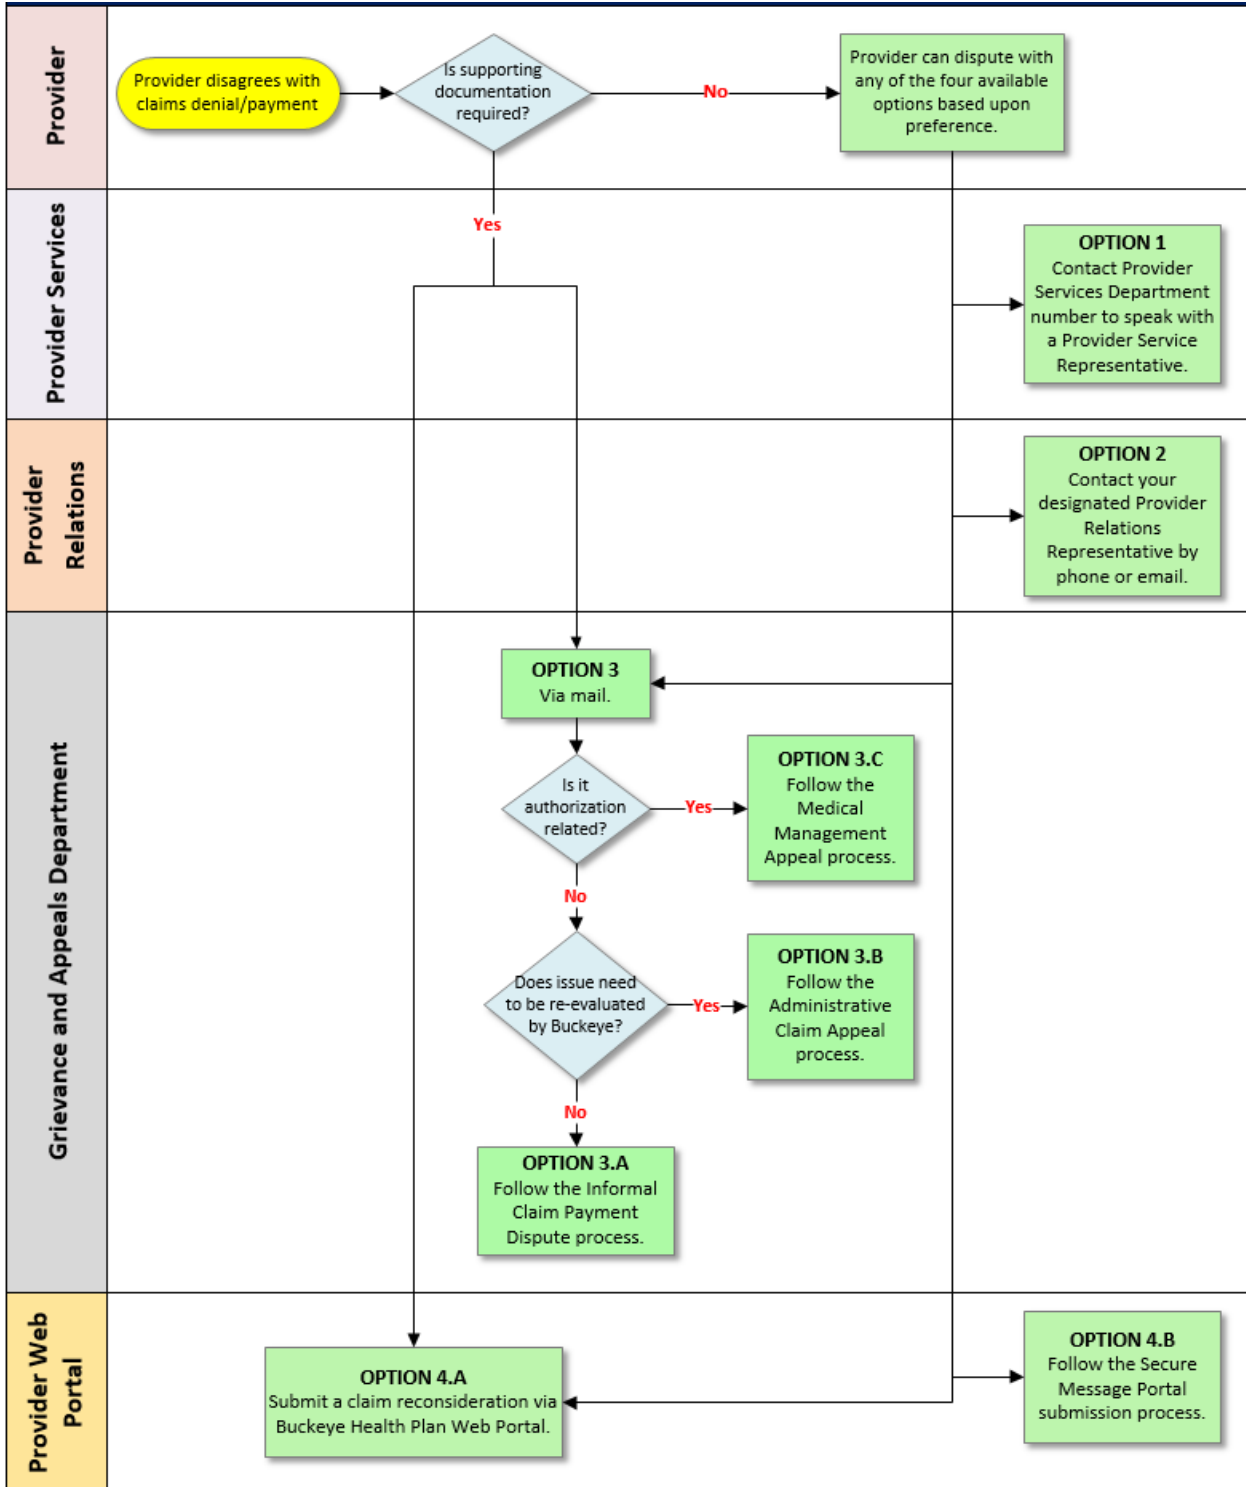 Provider
Provider disagrees with
claims denial/payment
Is supporting
documentation
required?
No
Provider can dispute with
any of the four available
options based upon
preference.
Provider Services
Yes
OPTION 1
Contact Provider
Services Department
number to speak with
a Provider Service
Representative.
Provider
Relations
OPTION 2
Contact your
designated Provider
Relations
Representative by
phone or email.
Grievance and Appeals Department
OPTION 3
Via mail.
Is it
authorization
related?
Yes
OPTION 3.C
Follow the
Medical
Management
Appeal process.
No
Does issue need
to be re-evaluated
by Buckeye?
Yes
OPTION 3.B
Follow the
Administrative
Claim Appeal
process.
No
OPTION 3.A
Follow the Informal
Claim Payment
Dispute process.
Provider Web
Portal
OPTION 4.A
Submit a claim reconsideration via
Buckeye Health Plan Web Portal.
OPTION 4.B
Follow the Secure
Message Portal
submission process.